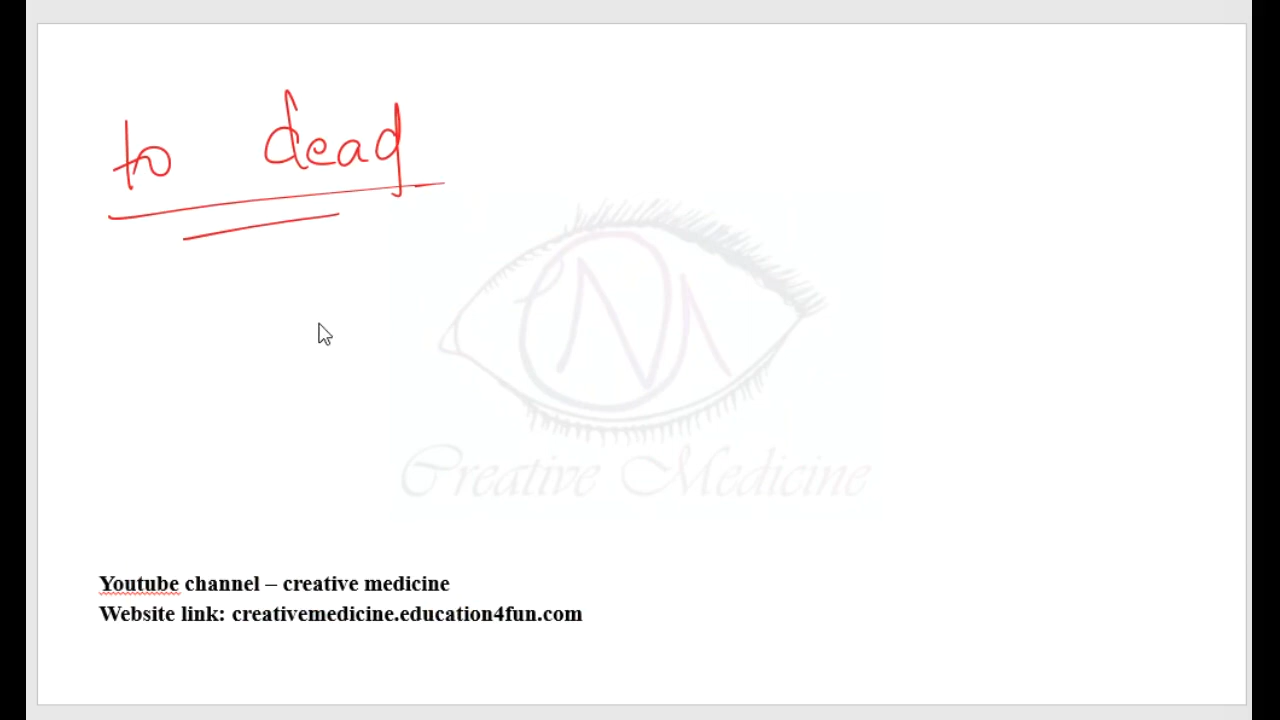 to dead
Creative Medicine
Youtube channel – creative medicine
Website link: creativemedicine.education4fun.com